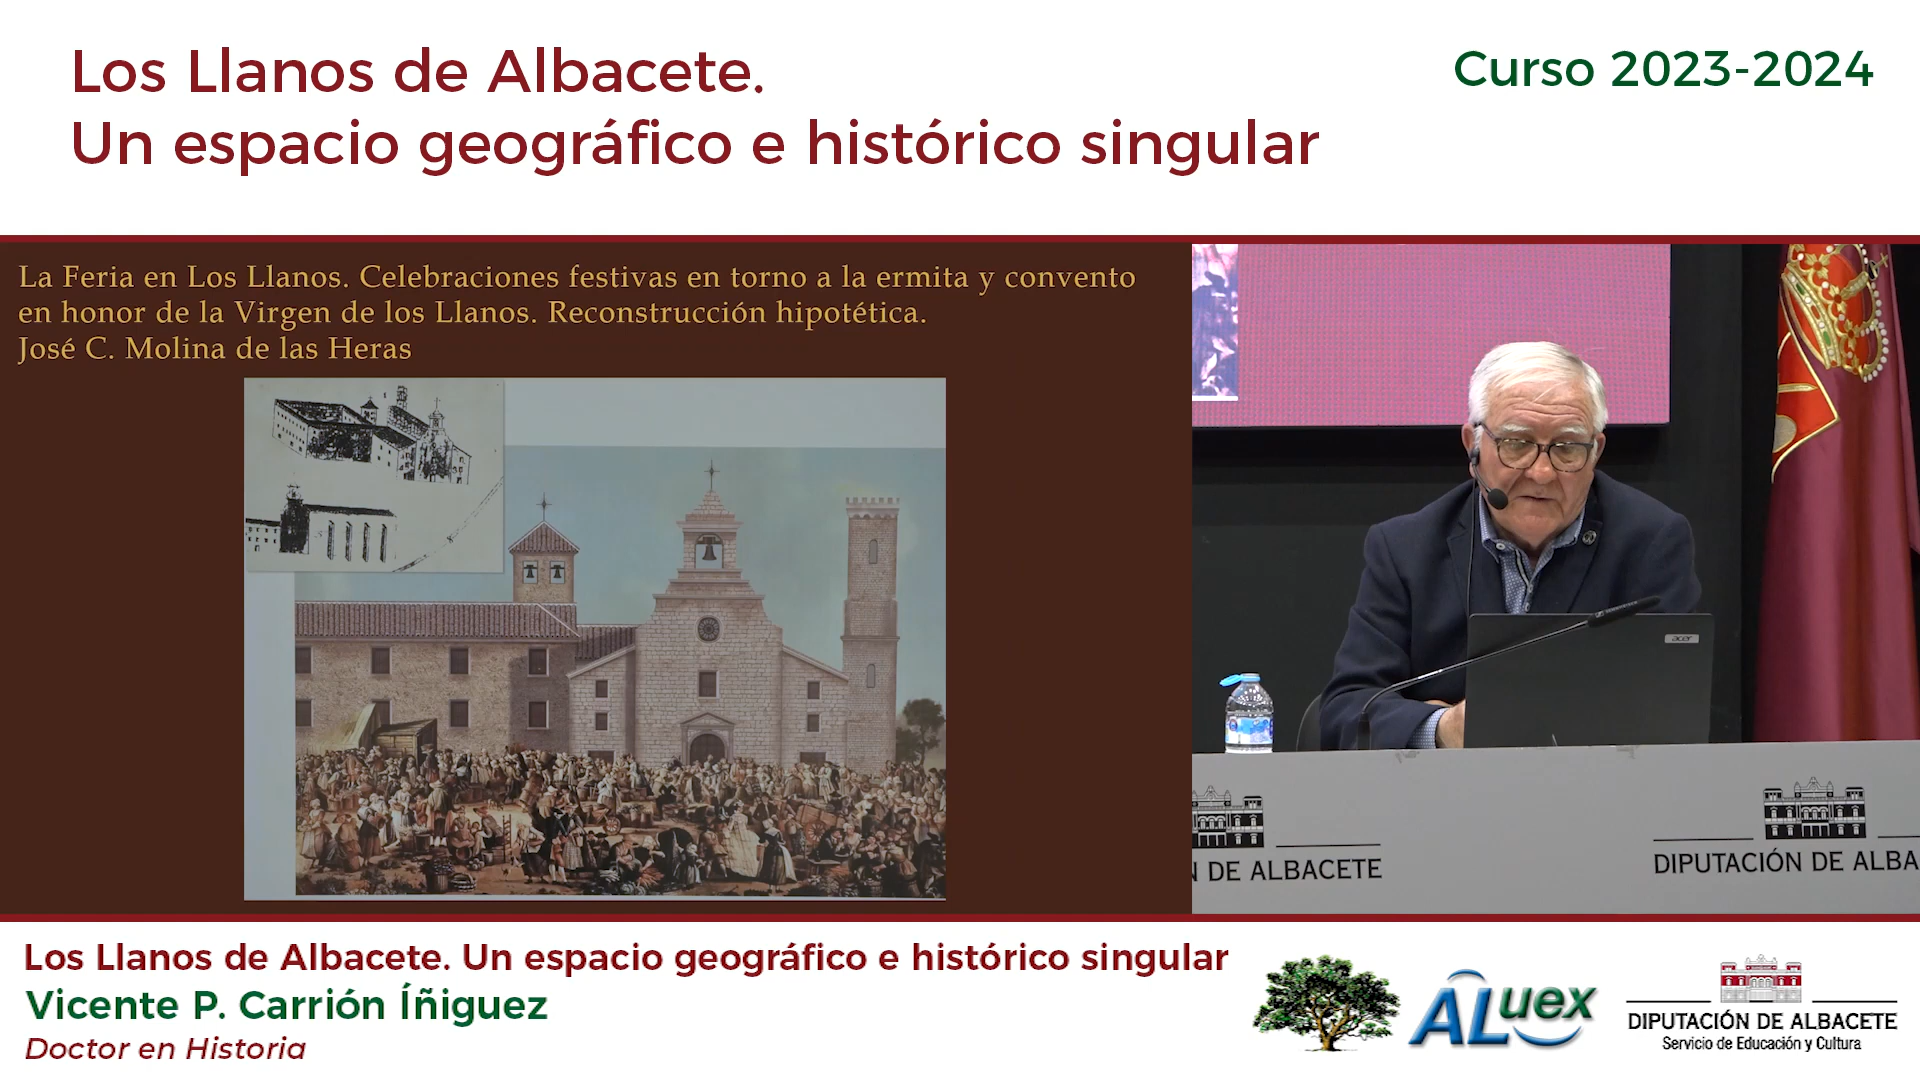 Los Llanos de Albacete.
Un espacio geográfico e histórico singular
Curso 2023-2024
La Feria en Los Llanos. Celebraciones festivas en torno a la ermita y convento
en honor de la Virgen de los Llanos. Reconstrucción hipotética.
José C. Molina de las Heras
acer
N DE ALBACETE
DIPUTACIÓN DE ALBA
Los Llanos de Albacete. Un espacio geográfico e histórico singular
Vicente P. Carrión Íñiguez
Doctor en Historia
ALuex
DIPUTACIÓN DE ALBACETE
Servicio de Educación y Cultura